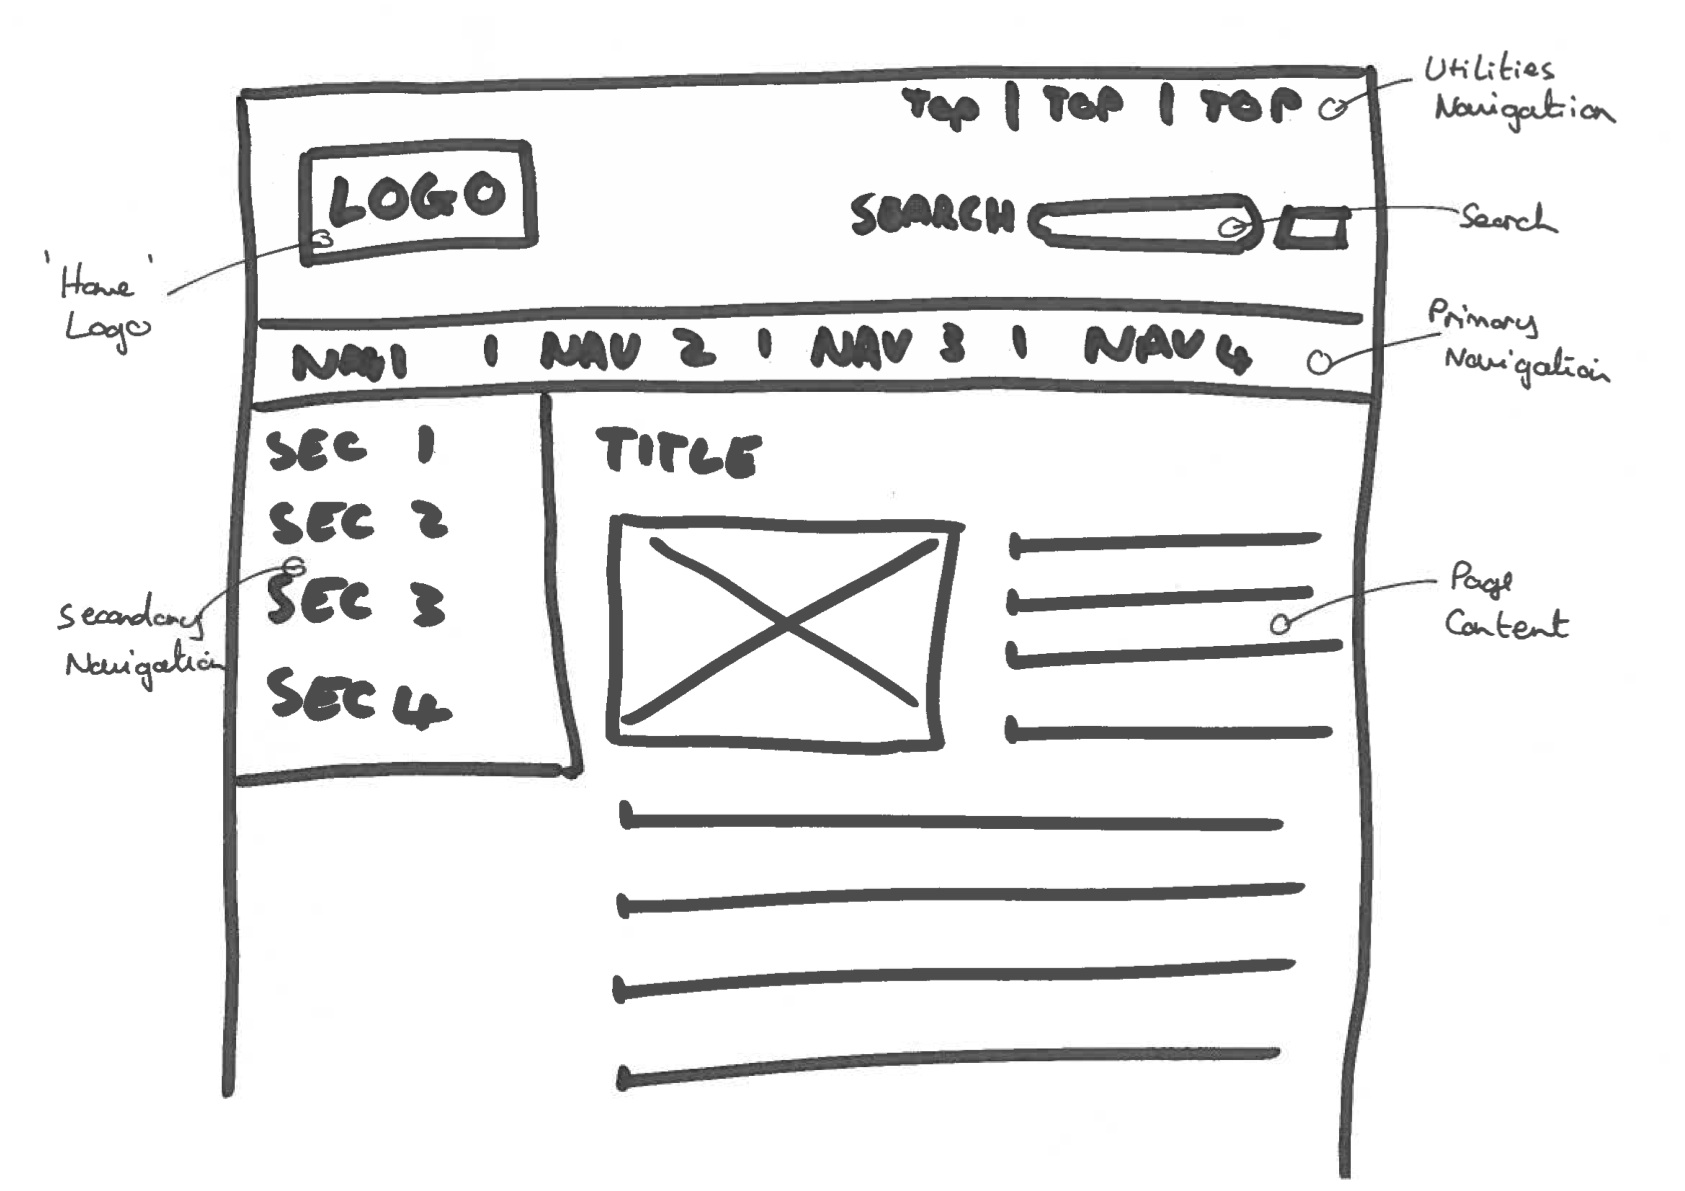 Utilities
Navigation
TOP | TOP | TOP
LOGO
SEARCH
Search
'Home'
Logo
Primary
Navigation
NAV 1 | NAV 2 | NAV 3 | NAV 4
SEC 1
SEC 2
SEC 3
SEC 4
Secondary
Navigation
TITLE
Page
Content